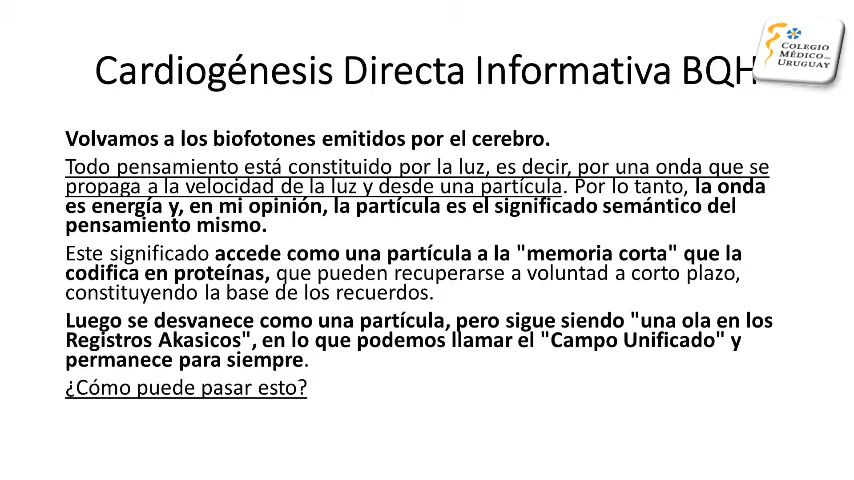 Cardiogénesis Directa Informativa BQH
COLEGIO
MÉDICO
URUGUAY
Volvamos a los biofotones emitidos por el cerebro.
Todo pensamiento está constituido por la luz, es decir, por una onda que se
propaga a la velocidad de la luz y desde una partícula. Por lo tanto, la onda
es energía y, en mi opinión, la partícula es el significado semántico del
pensamiento mismo.
Este significado accede como una partícula a la "memoria corta" que la
codifica en proteínas, que pueden recuperarse a voluntad a corto plazo,
constituyendo la base de los recuerdos.
Luego se desvanece como una partícula, pero sigue siendo "una ola en los
Registros Akasicos", en lo que podemos llamar el "Campo Unificado" y
permanece para siempre.
¿Cómo puede pasar esto?